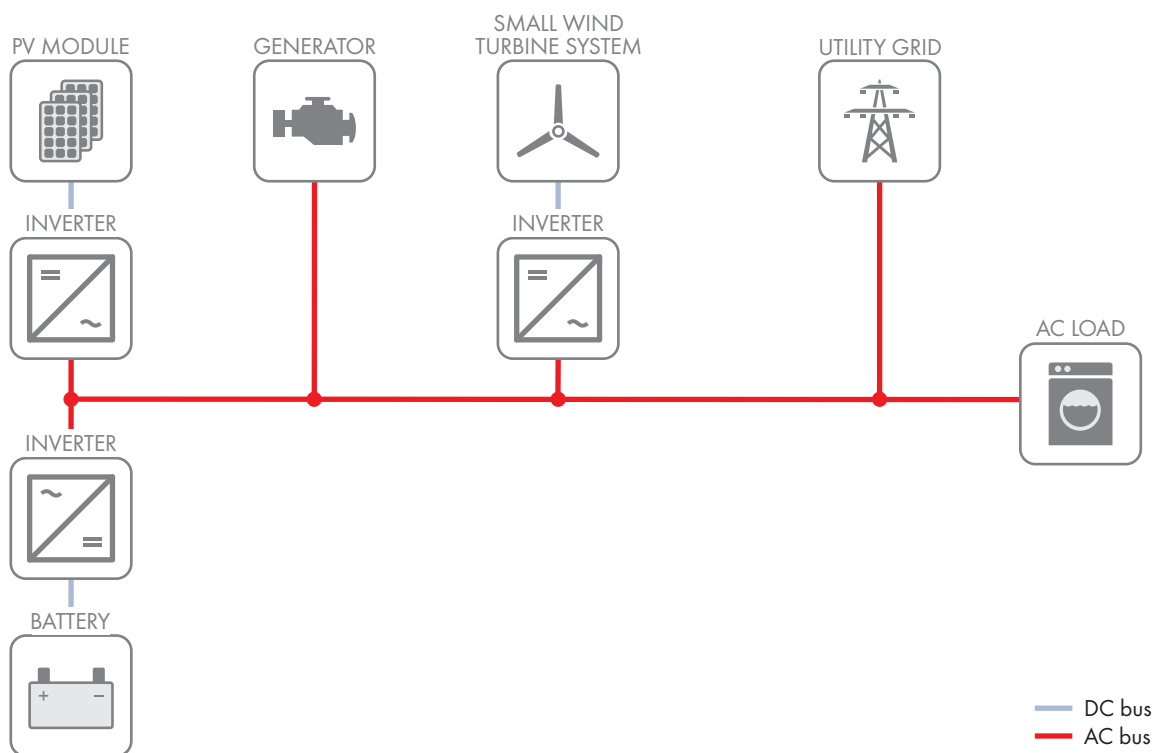 SMALL WIND
PV MODULE
GENERATOR
TURBINE SYSTEM
UTILITY GRID
INVERTER
INVERTER
AC LOAD
INVERTER
BATTERY
+ −
DC bus
AC bus